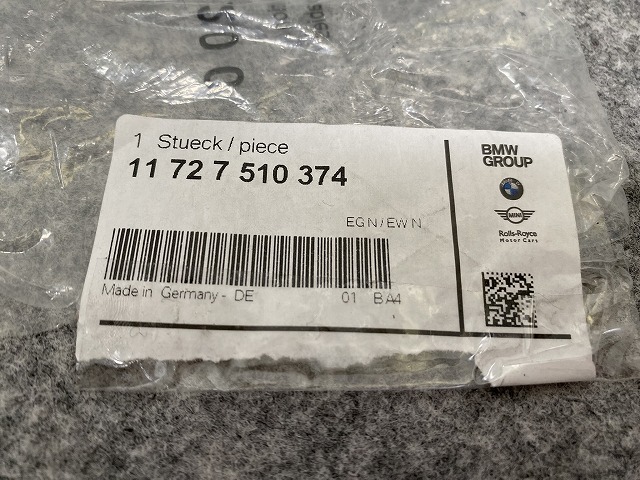 1 Stueck / piece
11 72 7 510 374
EGN/EWN
Made in Germany - DE 01 BA4
BMW
GROUP
MINI
Rolls-Royce
Motor Cars